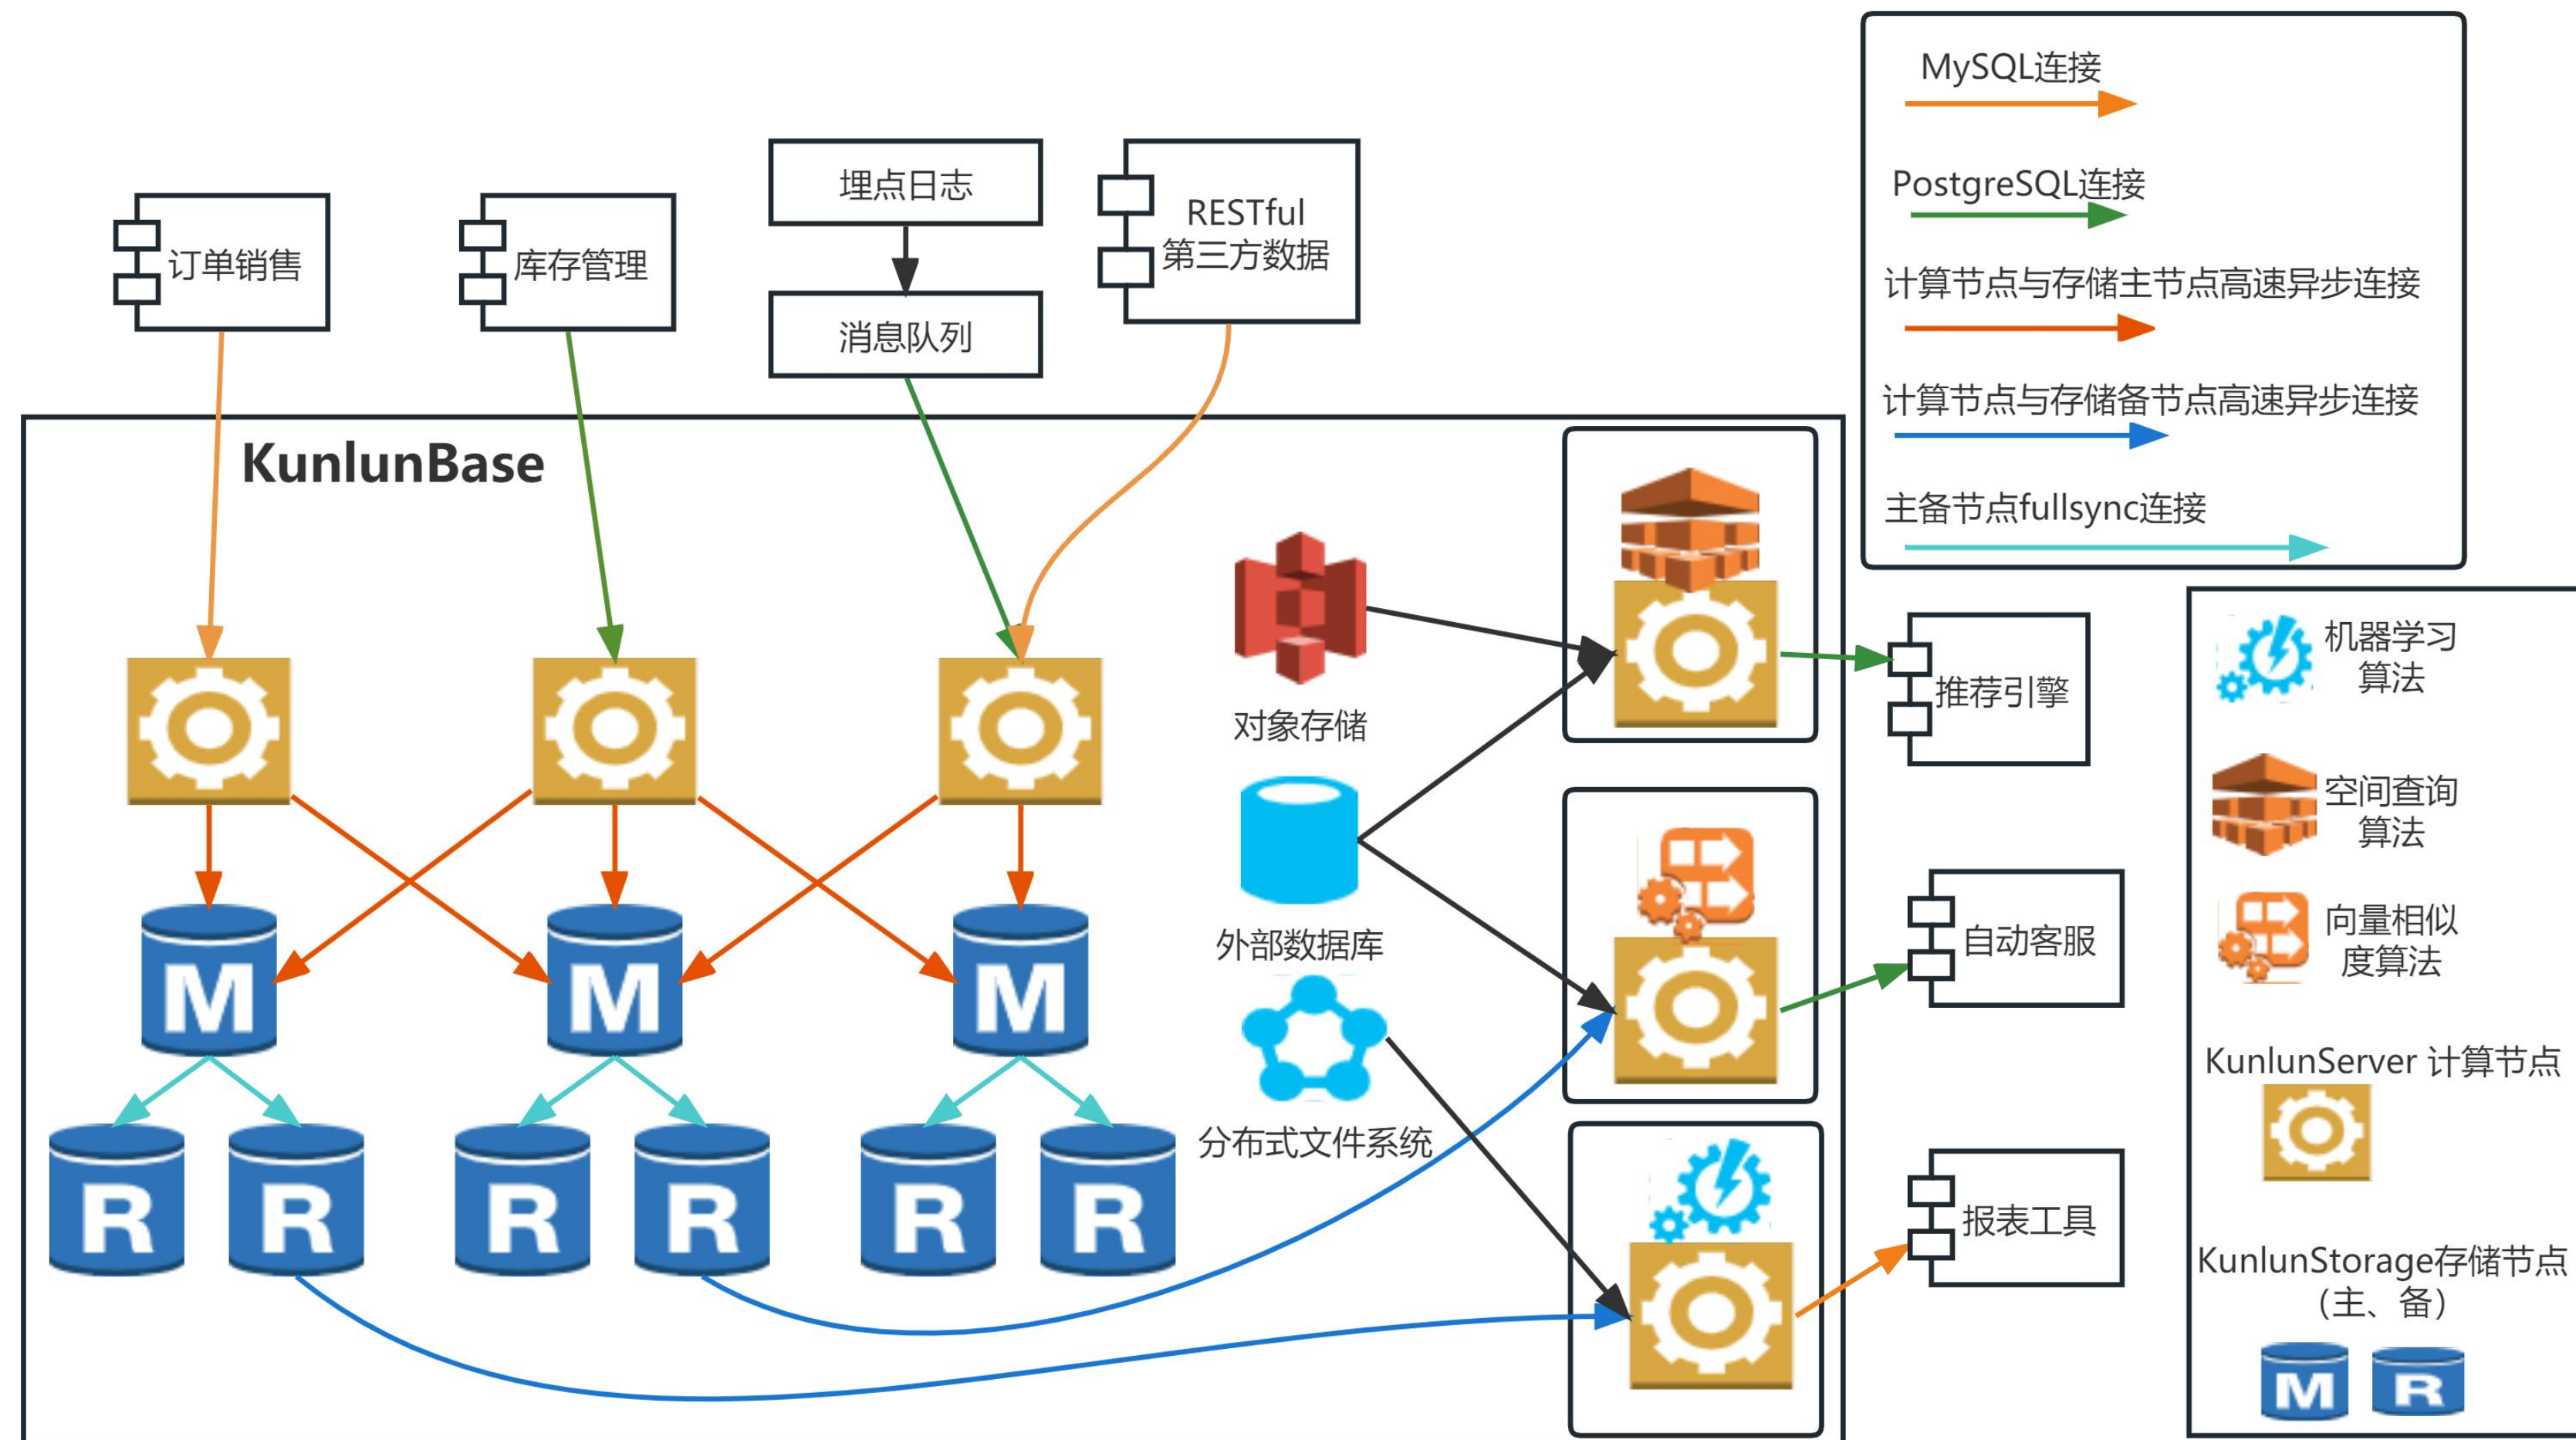 MySQL连接
PostgreSQL连接
计算节点与存储主节点高速异步连接
计算节点与存储备节点高速异步连接
主备节点fullsync连接
订单销售
库存管理
埋点日志
消息队列
RESTful
第三方数据
KunlunBase
对象存储
外部数据库
分布式文件系统
M
M
M
R
R
R
R
R
R
推荐引擎
自动客服
报表工具
机器学习
算法
空间查询
算法
向量相似
度算法
KunlunServer 计算节点
KunlunStorage存储节点
（主、备）
M
R